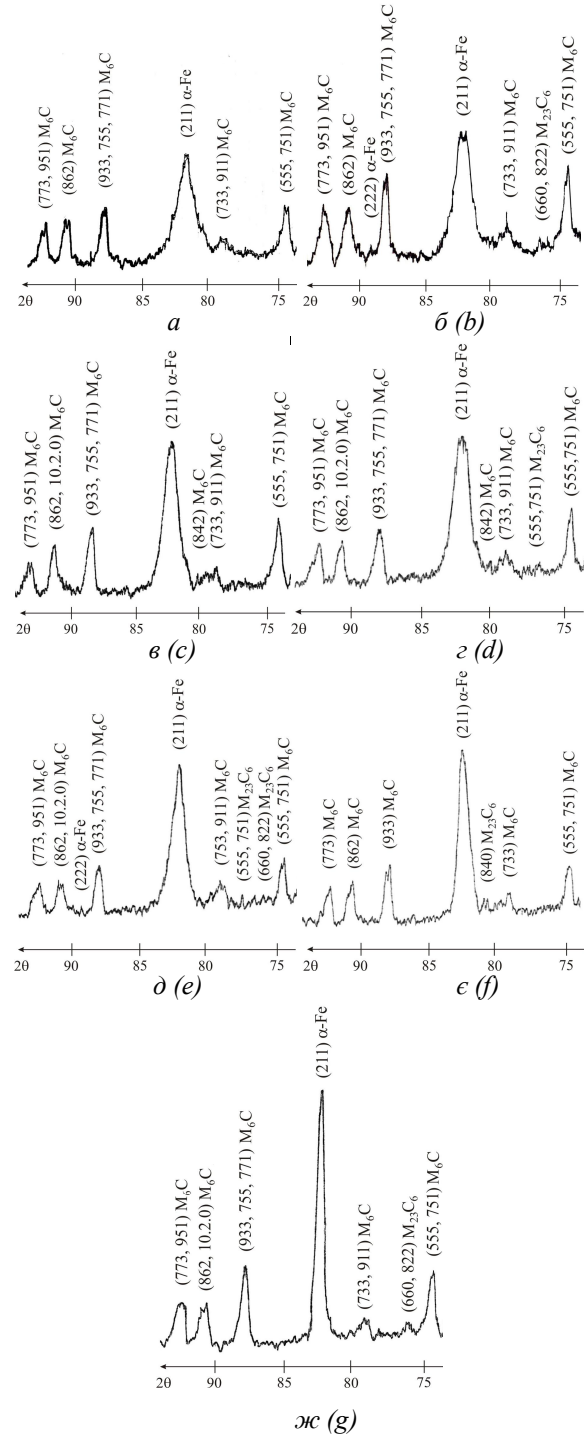 (773, 951) M6C
(862) M6C
(933, 755, 771) M6C
(211) α-Fe
(733, 911) M6C
(555, 751) M6C
2θ 90 85 80 75
а
(773, 951) M6C
(862) M6C
(222) α-Fe
(933, 755, 771) M6C
(211) α-Fe
(733, 911) M6C
(660, 822) M23C6
(555, 751) M6C
2θ 90 85 80 75
б (b)
(773, 951) M6C
(862, 10.2.0) M6C
(933, 755, 771) M6C
(211) α-Fe
(842) M6C
(733, 911) M6C
(555, 751) M6C
2θ 90 85 80 75
в (c)
(773, 951) M6C
(862, 10.2.0) M6C
(933, 755, 771) M6C
(211) α-Fe
(842) M6C
(733, 911) M6C
(555,751) M23C6
(555,751) M6C
2θ 90 85 80 75
г (d)
(773, 951) M6C
(862, 10.2.0) M6C
(222) α-Fe
(933, 755, 771) M6C
(211) α-Fe
(753, 911) M6C
(555, 751) M23C6
(660, 822) M23C6
(555, 751) M6C
2θ 90 85 80 75
д (e)
(773) M6C
(862) M6C
(933) M6C
(211) α-Fe
(840) M23C6
(733) M6C
(555, 751) M6C
2θ 90 85 80 75
є (f)
(773, 951) M6C
(862, 10.2.0) M6C
(933, 755, 771) M6C
(211) α-Fe
(733, 911) M6C
(660, 822) M23C6
(555, 751) M6C
2θ 90 85 80 75
ж (g)